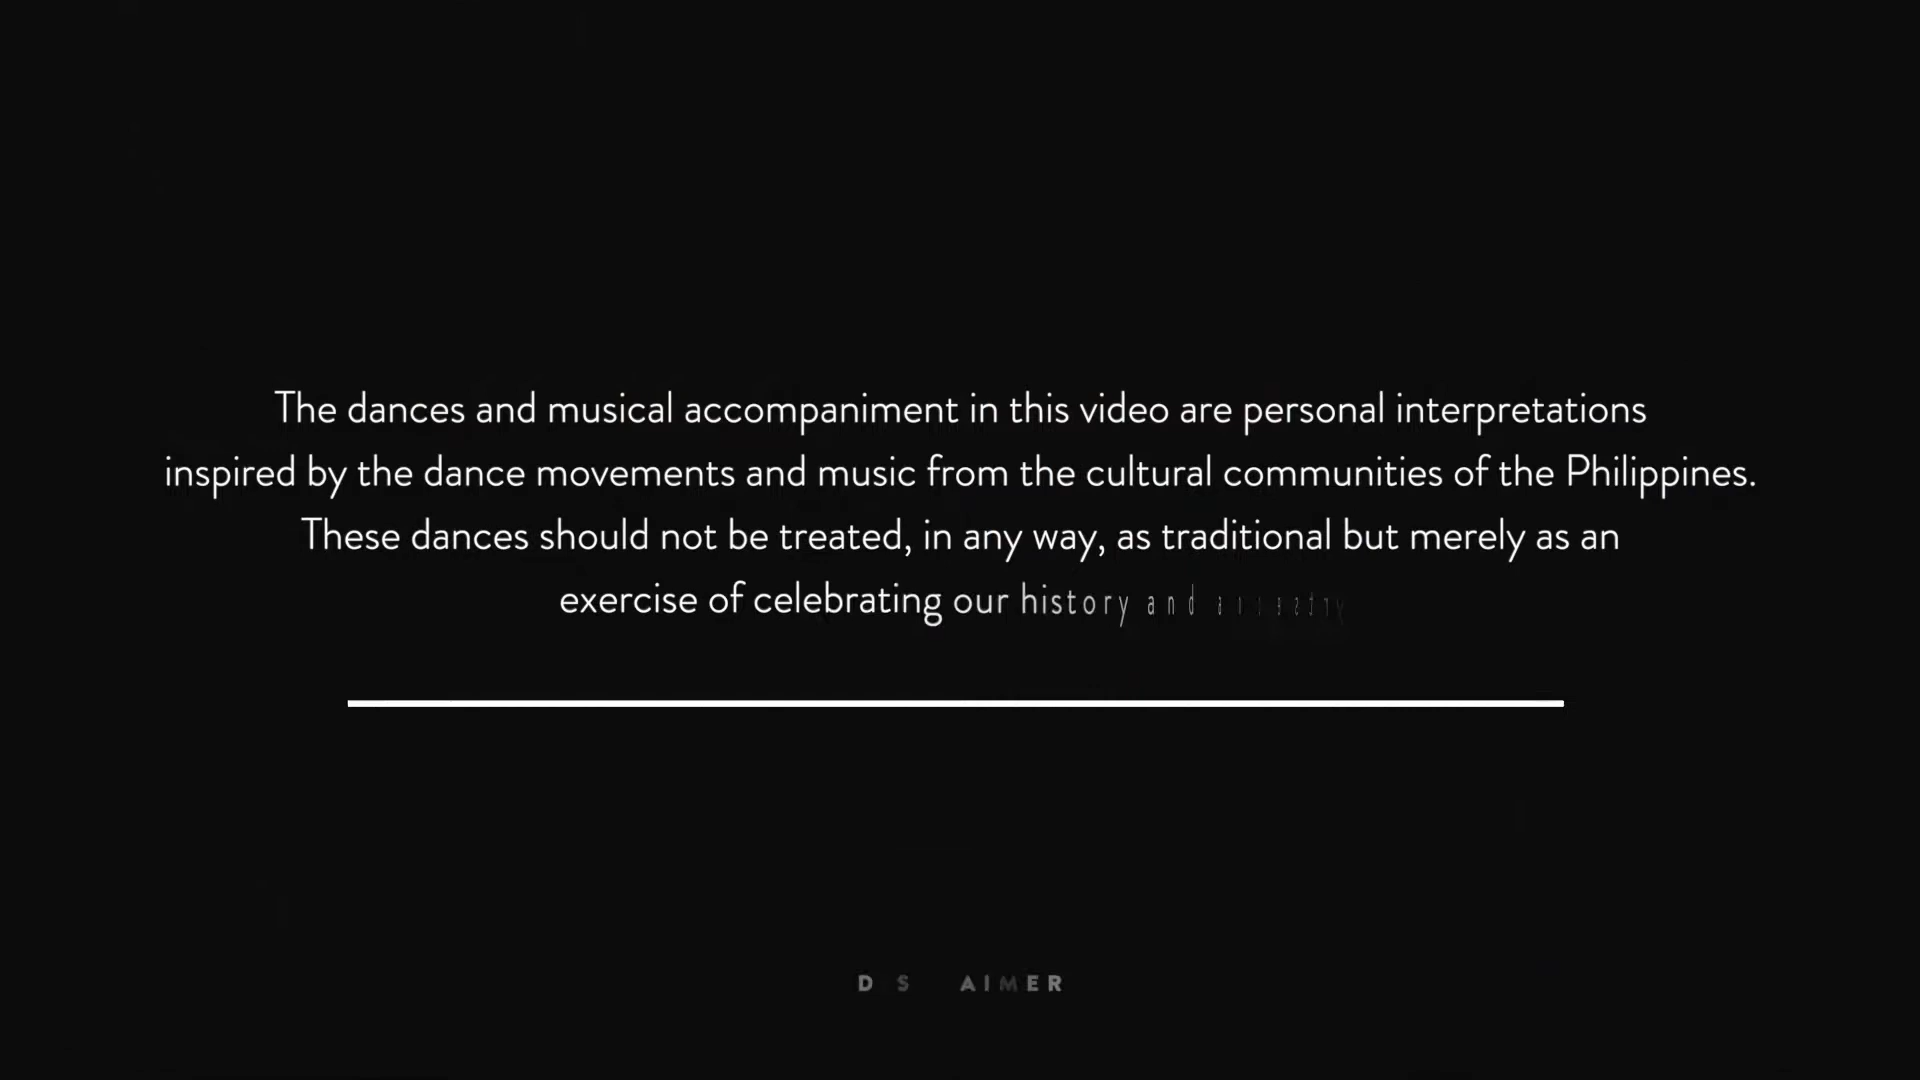 The dances and musical accompaniment in this video are personal interpretations
inspired by the dance movements and music from the cultural communities of the Philippines.
These dances should not be treated, in any way, as traditional but merely as an
exercise of celebrating our history and ancestry
D S AIMER